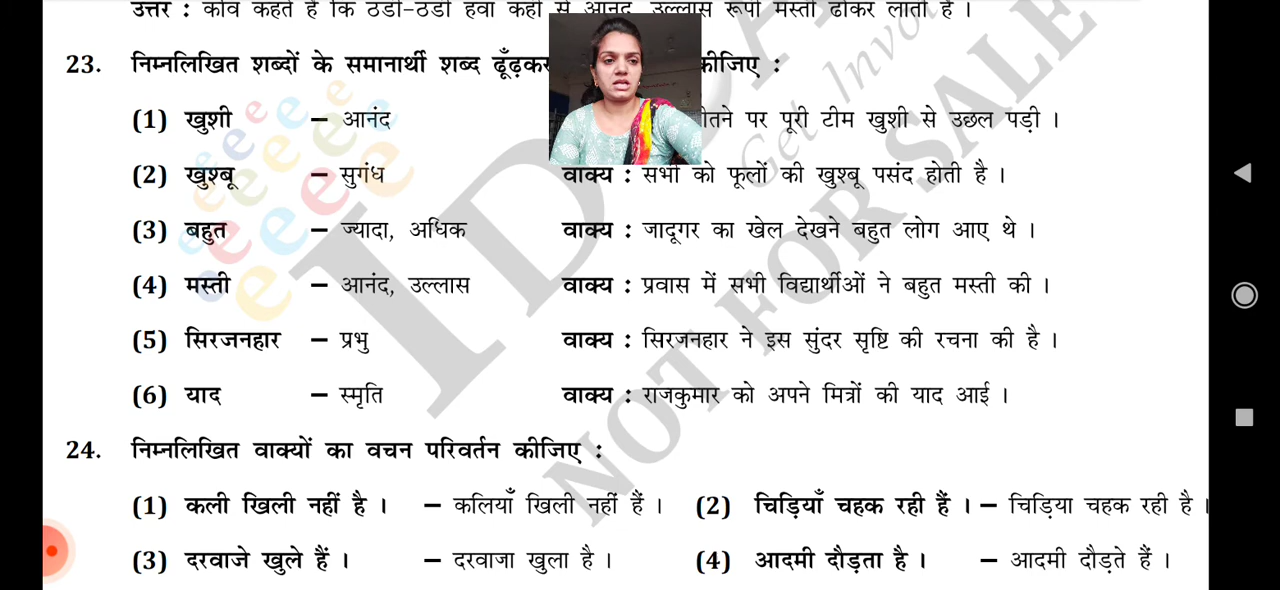 उत्तर : कवि कहते हैं कि ठंडी-ठंडी हवा कहाँ से आनंद, उल्लास रूपी मस्ती ढोकर लाती है ।
23. निम्नलिखित शब्दों के समानार्थी शब्द ढूँढ़कर कीजिए :
(1) खुशी – आनंद पर पूरी टीम खुशी से उछल पड़ी ।
(2) खुश्बू – सुगंध वाक्य : सभी को फूलों की खुश्बू पसंद होती है ।
(3) बहुत – ज्यादा, अधिक वाक्य : जादूगर का खेल देखने बहुत लोग आए थे ।
(4) मस्ती – आनंद, उल्लास वाक्य : प्रवास में सभी विद्यार्थीओं ने बहुत मस्ती की ।
(5) सिरजनहार – प्रभु वाक्य : सिरजनहार ने इस सुंदर सृष्टि की रचना की है ।
(6) याद – स्मृति वाक्य : राजकुमार को अपने मित्रों की याद आई ।
24. निम्नलिखित वाक्यों का वचन परिवर्तन कीजिए :
(1) कली खिली नहीं है । – कलियाँ खिली नहीं हैं । (2) चिड़ियाँ चहक रही हैं । – चिड़िया चहक रही है ।
(3) दरवाजे खुले हैं । – दरवाजा खुला है । (4) आदमी दौड़ता है । – आदमी दौड़ते हैं ।
NOT FOR SALE